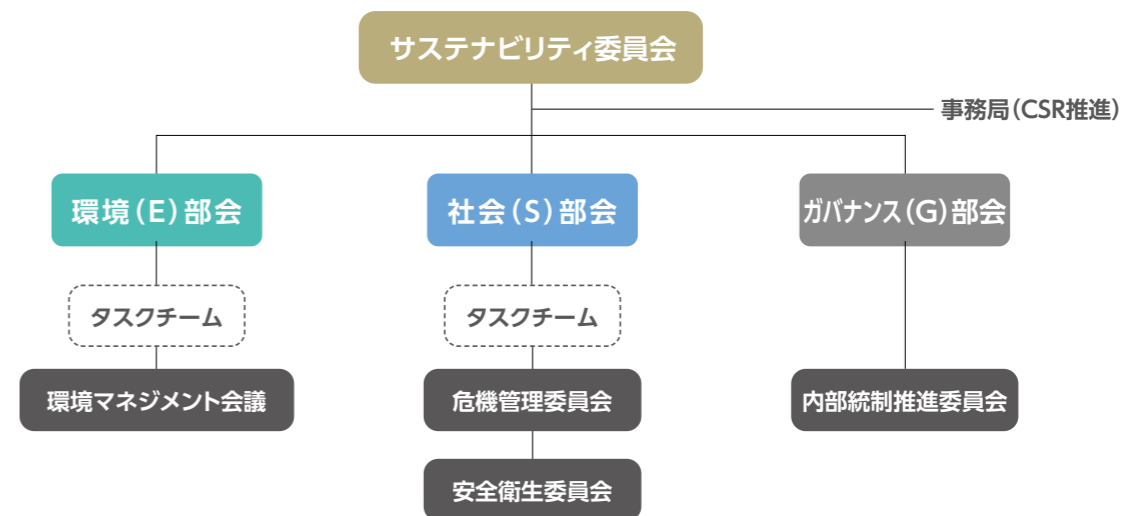 サステナビリティ委員会
事務局（CSR推進）
環境（E）部会
社会（S）部会
ガバナンス（G）部会
タスクチーム
タスクチーム
環境マネジメント会議
危機管理委員会
内部統制推進委員会
安全衛生委員会